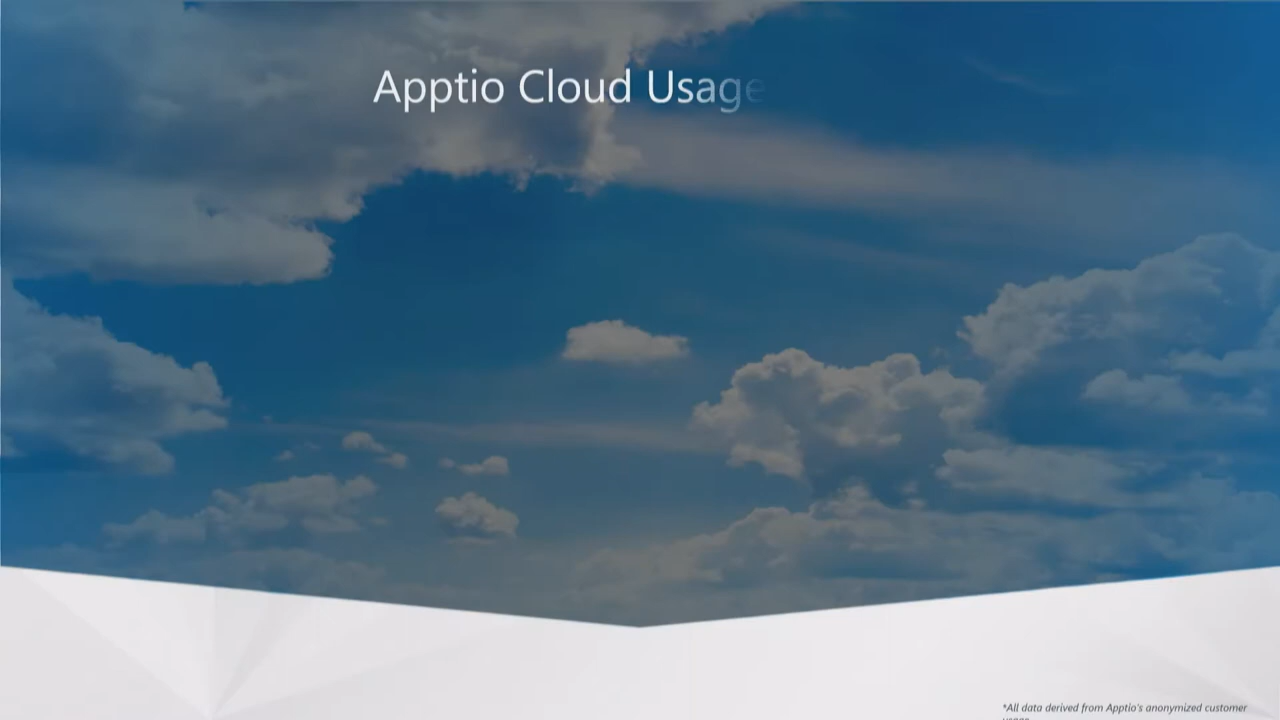 Apptio Cloud Usage
*All data derived from Apptio's anonymized customer